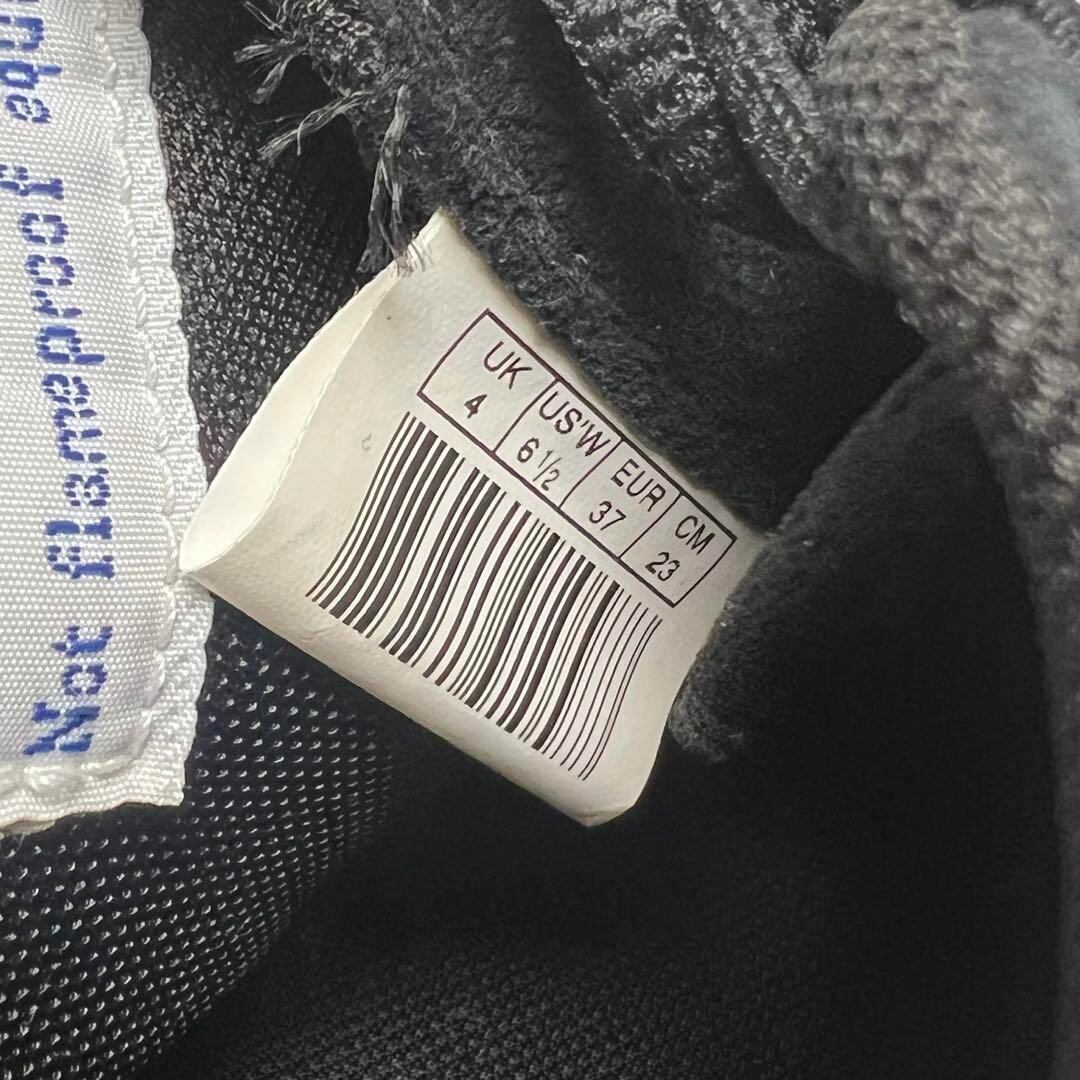 Not flameproof
UK US'W EUR CM
4 6 1/2 37 23